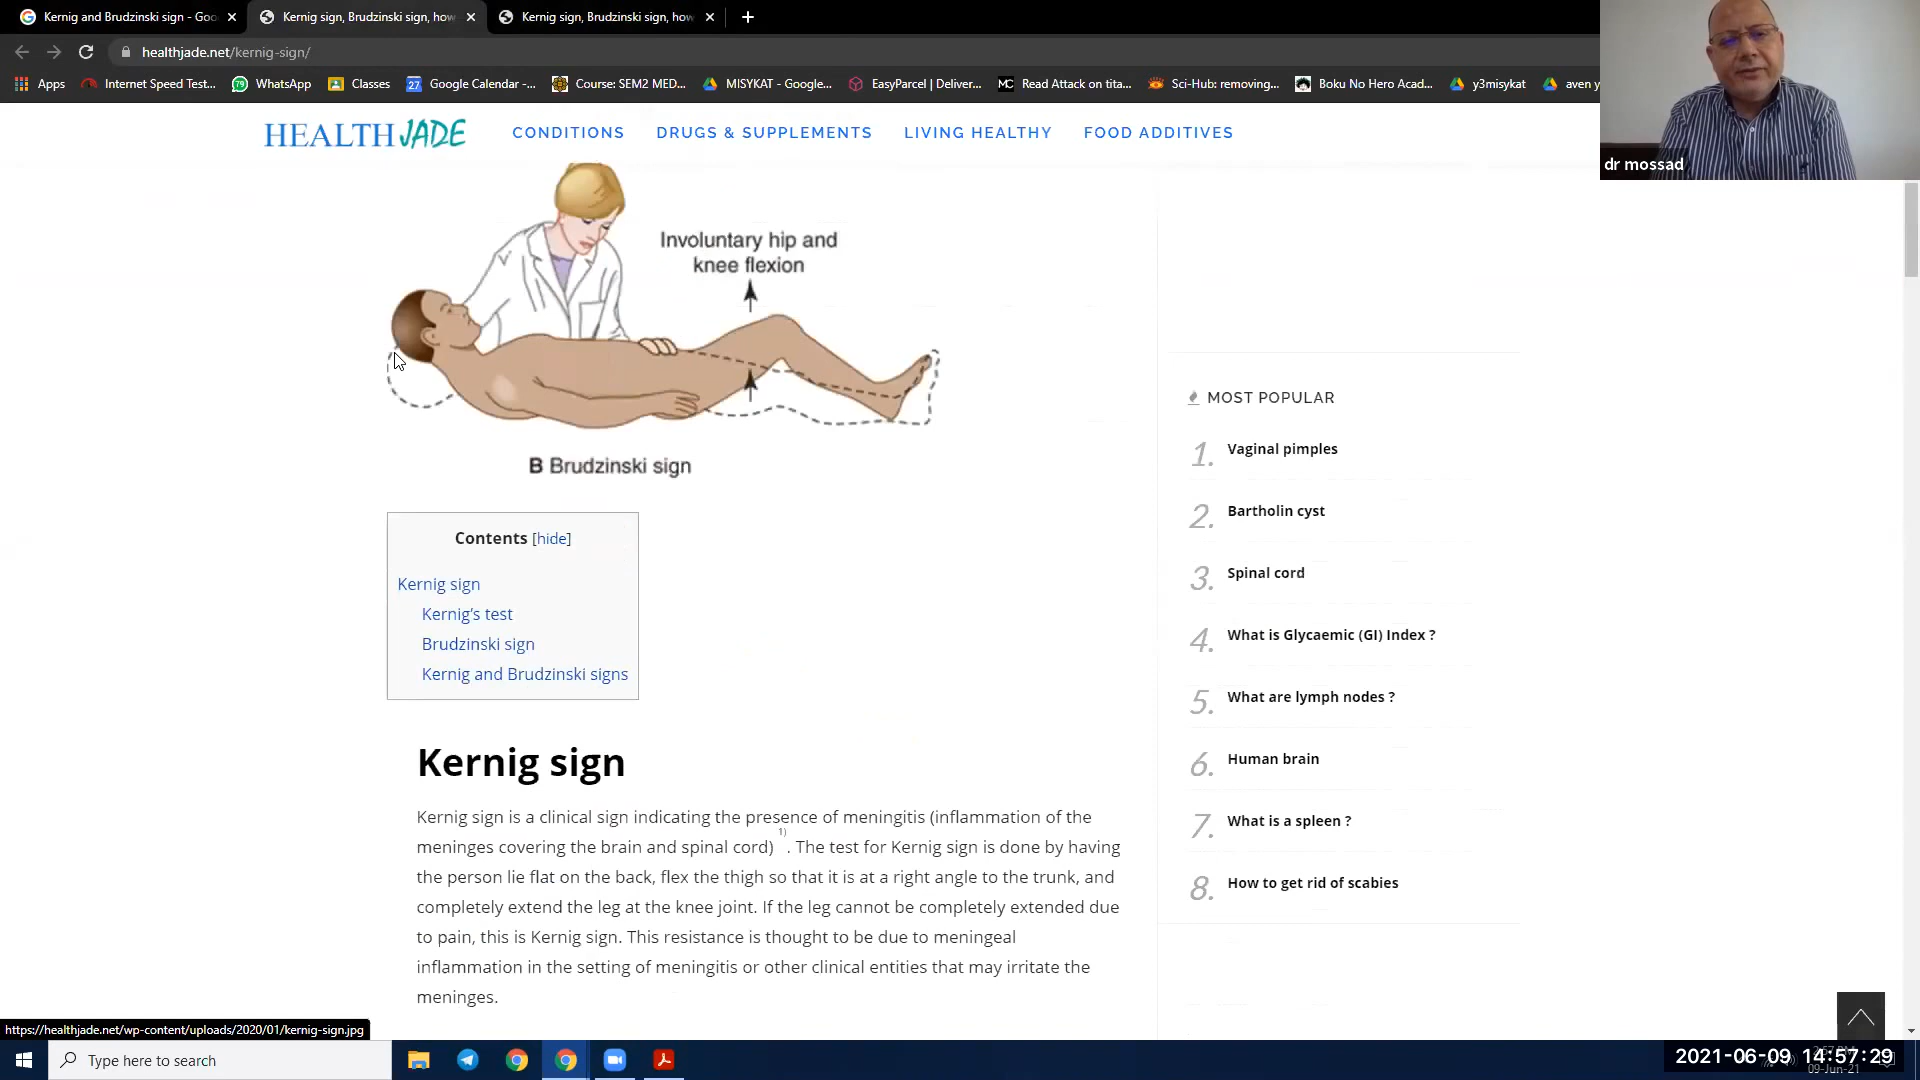 Kernig and Brudzinski sign - Goo
Kernig sign, Brudzinski sign, how
Kernig sign, Brudzinski sign, how
healthjade.net/kernig-sign/
Apps
Internet Speed Test...
WhatsApp
Classes
27
Google Calendar -...
Course: SEM2 MED...
MISYKAT - Google...
EasyParcel | Deliver...
MC
Read Attack on tita...
Sci-Hub: removing...
Boku No Hero Acad...
y3misykat
aven y
dr mossad
HEALTH JADE
CONDITIONS
DRUGS & SUPPLEMENTS
LIVING HEALTHY
FOOD ADDITIVES
Involuntary hip and
knee flexion
B Brudzinski sign
Contents [hide]
Kernig sign
Kernig’s test
Brudzinski sign
Kernig and Brudzinski signs
Kernig sign
Kernig sign is a clinical sign indicating the presence of meningitis (inflammation of the
meninges covering the brain and spinal cord) 1). The test for Kernig sign is done by having
the person lie flat on the back, flex the thigh so that it is at a right angle to the trunk, and
completely extend the leg at the knee joint. If the leg cannot be completely extended due
to pain, this is Kernig sign. This resistance is thought to be due to meningeal
inflammation in the setting of meningitis or other clinical entities that may irritate the
meninges.
MOST POPULAR
1. Vaginal pimples
2. Bartholin cyst
3. Spinal cord
4. What is Glycaemic (GI) Index ?
5. What are lymph nodes ?
6. Human brain
7. What is a spleen ?
8. How to get rid of scabies
https://healthjade.net/wp-content/uploads/2020/01/kernig-sign.jpg
Type here to search
2021-06-09 14:57:29
09-Jun-21